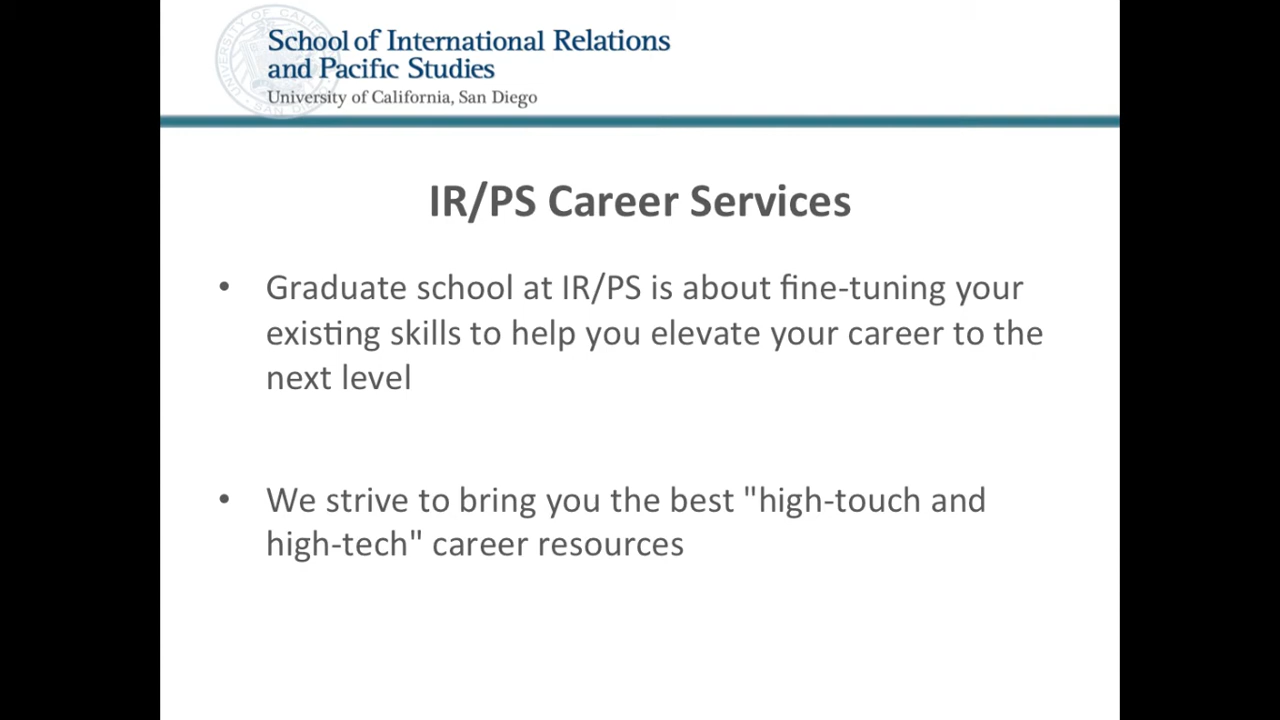 School of International Relations
and Pacific Studies
University of California, San Diego
IR/PS Career Services
• Graduate school at IR/PS is about fine-tuning your
existing skills to help you elevate your career to the
next level
• We strive to bring you the best "high-touch and
high-tech" career resources